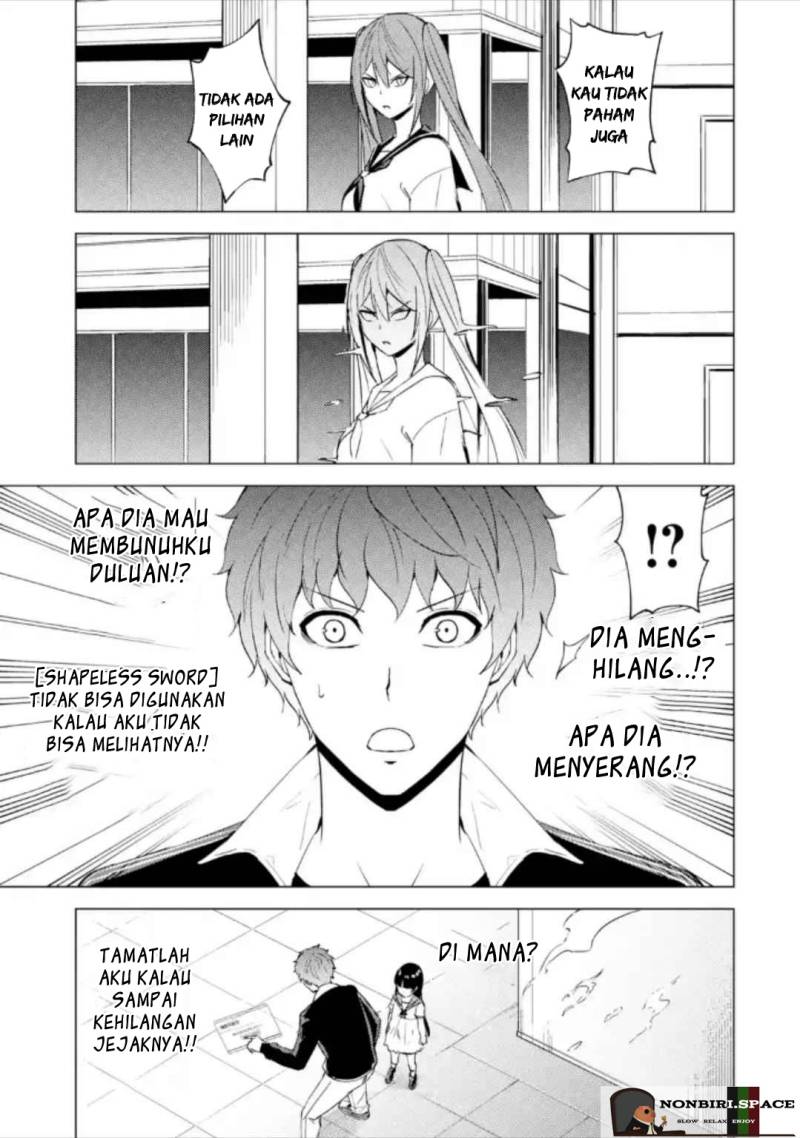 KALAU
KAU TIDAK
PAHAM
JUGA
TIDAK ADA
PILIHAN
LAIN
!?
DIA MENG-
HILANG..!?
APA DIA
MENYERANG!?
APA DIA MAU
MEMBUNUHKU
DULUAN!?
[SHAPELESS SWORD]
TIDAK BISA DIGUNAKAN
KALAU AKU TIDAK
BISA MELIHATNYA!!
DI MANA?
TAMATLAH
AKU KALAU
SAMPAI
KEHILANGAN
JEJAKNYA!!
NONBIRI.SPACE
SLOW RELAX ENJOY